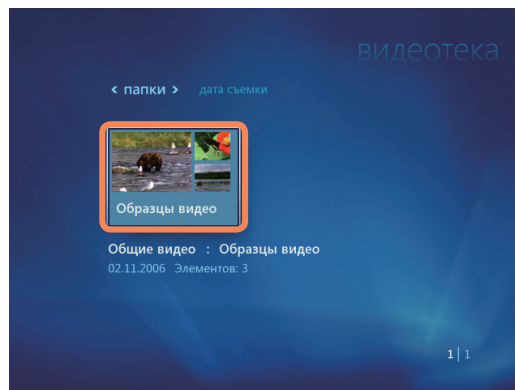 видеотека
< папки > дата съемки
Образцы видео
Общие видео : Образцы видео
02.11.2006 Элементов: 3
1 | 1